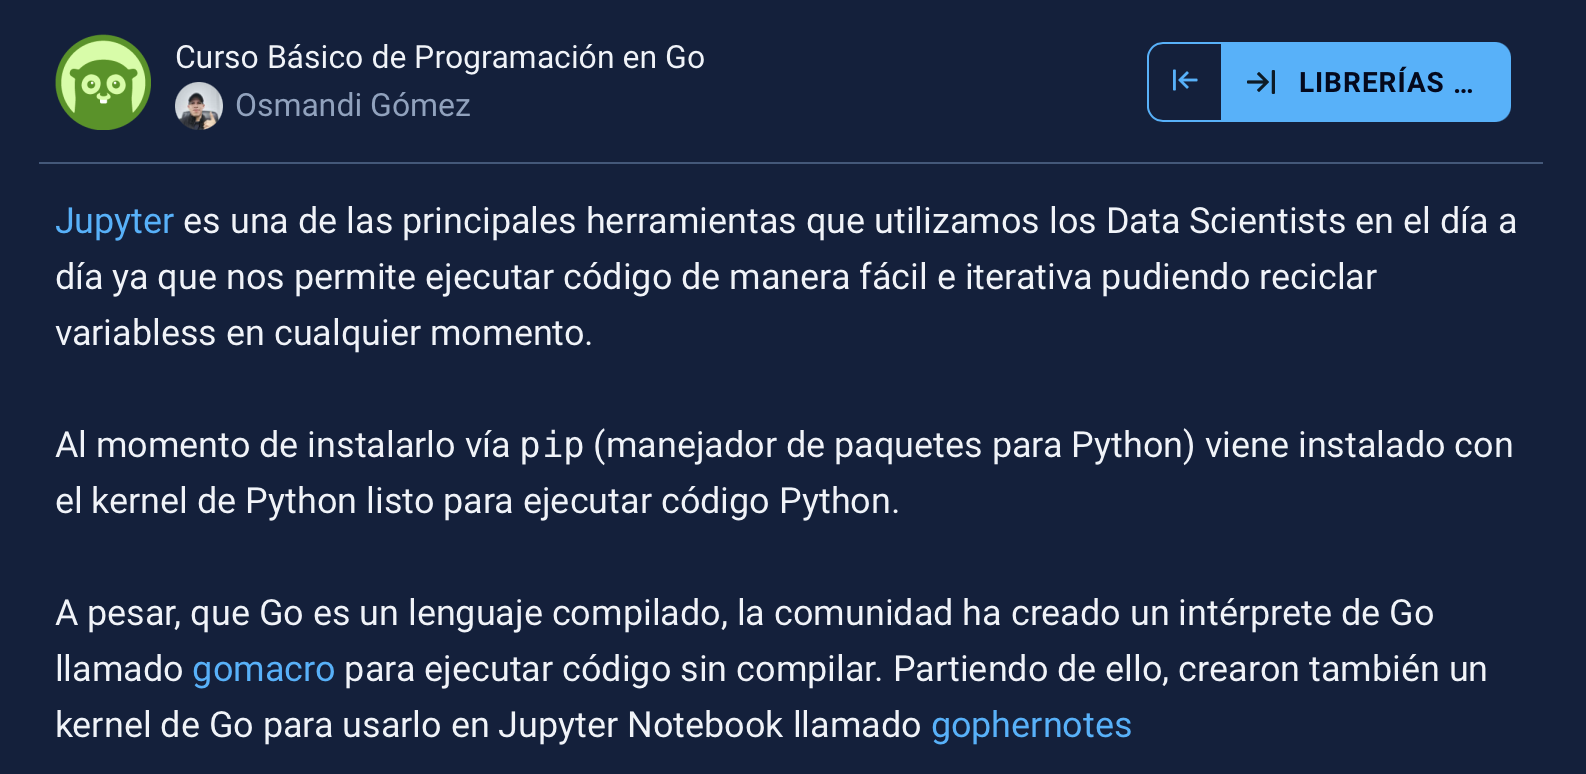 Curso Básico de Programación en Go
Osmandi Gómez
LIBRERÍAS ...
Jupyter es una de las principales herramientas que utilizamos los Data Scientists en el día a
día ya que nos permite ejecutar código de manera fácil e iterativa pudiendo reciclar
variabless en cualquier momento.
Al momento de instalarlo vía pip (manejador de paquetes para Python) viene instalado con
el kernel de Python listo para ejecutar código Python.
A pesar, que Go es un lenguaje compilado, la comunidad ha creado un intérprete de Go
llamado gomacro para ejecutar código sin compilar. Partiendo de ello, crearon también un
kernel de Go para usarlo en Jupyter Notebook llamado gophernotes